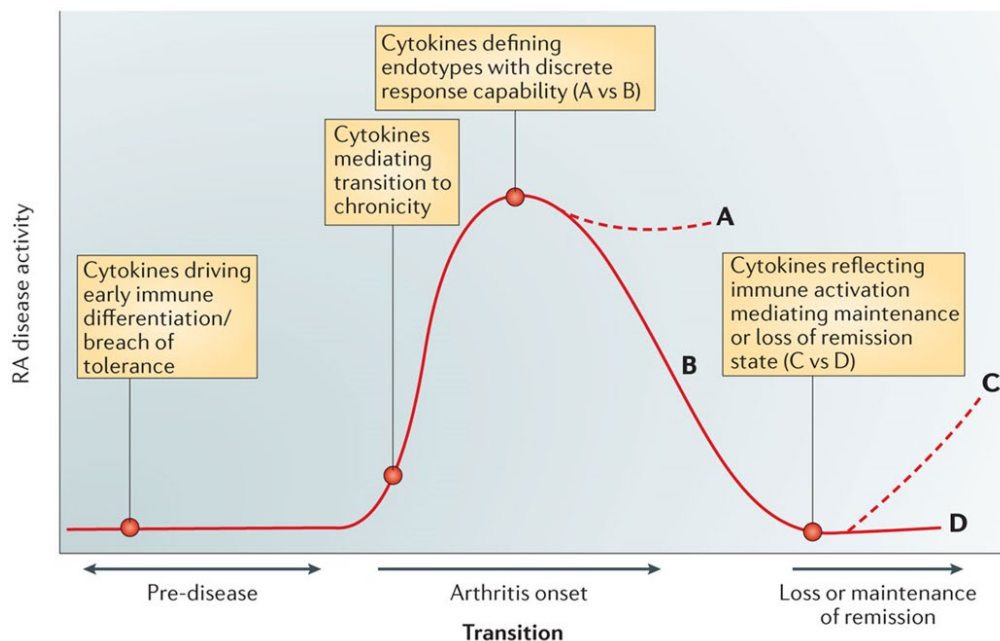 Cytokines defining
endotypes with discrete
response capability (A vs B)
Cytokines
mediating
transition to
chronicity
Cytokines driving
early immune
differentiation/
breach of
tolerance
Cytokines reflecting
immune activation
mediating maintenance
or loss of remission
state (C vs D)
A
B
C
D
RA disease activity
Pre-disease
Arthritis onset
Loss or maintenance
of remission
Transition